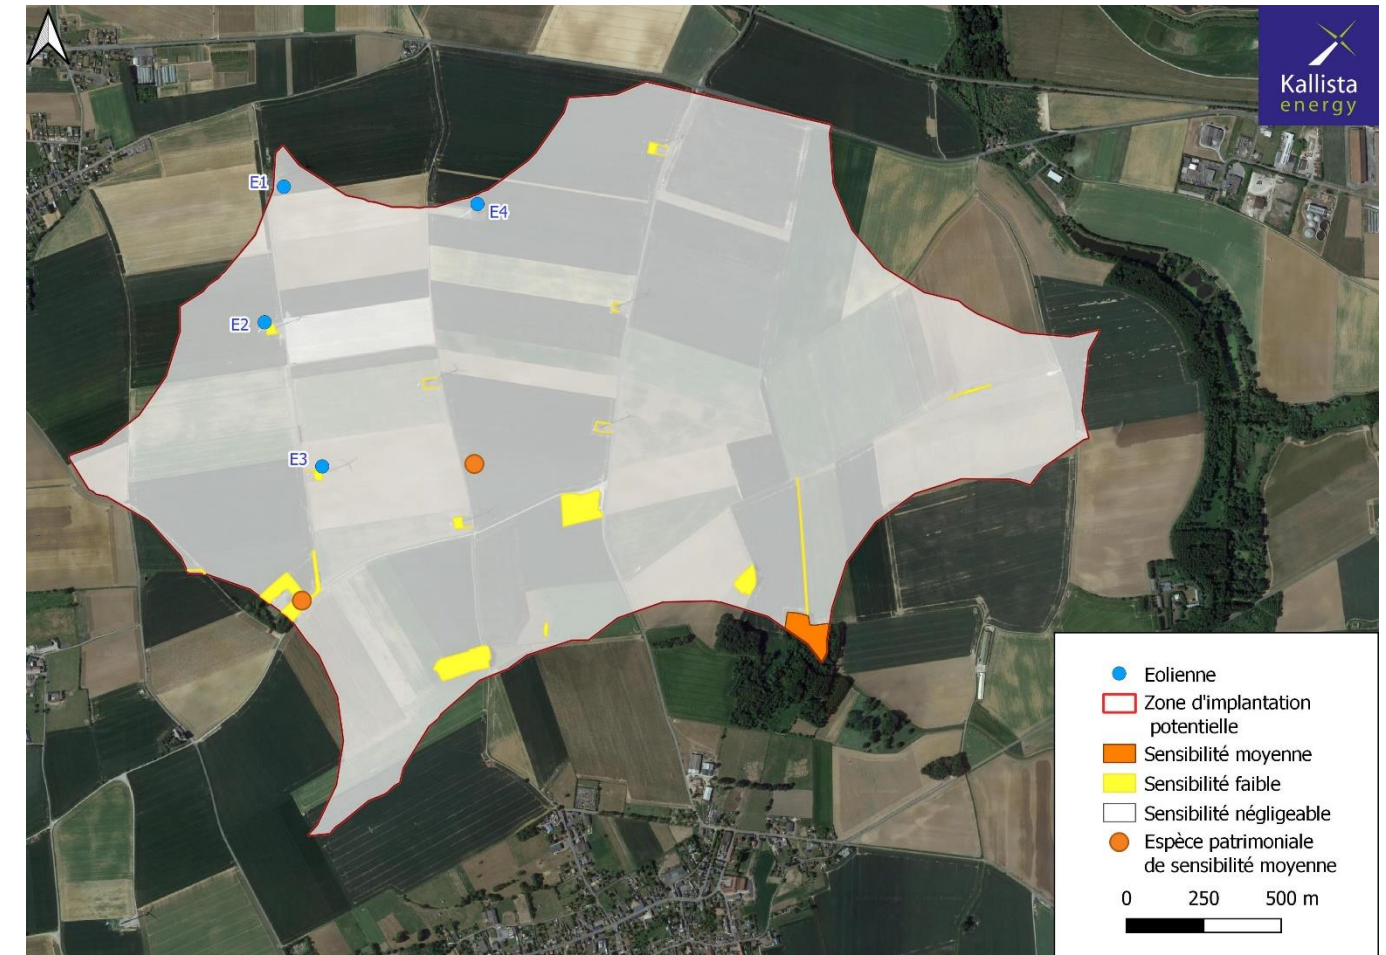 Kallista
energy
E1
E4
E2
E3
Eolienne
Zone d'implantation
potentielle
Sensibilité moyenne
Sensibilité faible
Sensibilité négligeable
Espèce patrimoniale
de sensibilité moyenne
0 250 500 m